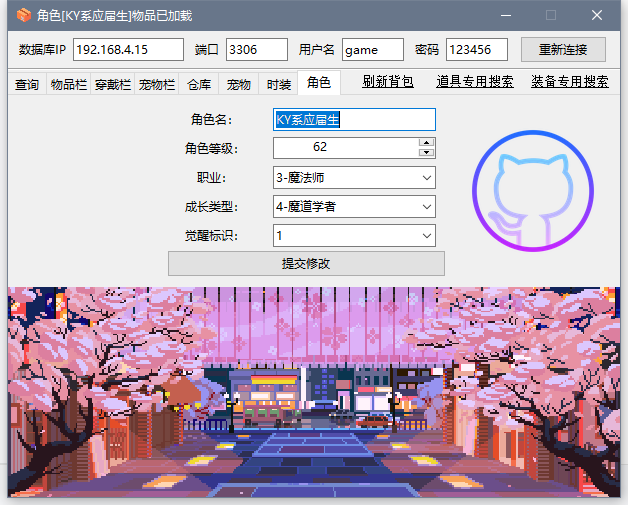 角色[KY系应届生]物品已加载
数据库IP 192.168.4.15 端口 3306 用户名 game 密码 123456 重新连接
查询 物品栏 穿戴栏 宠物栏 仓库 宠物 时装 角色 刷新背包 道具专用搜索 装备专用搜索
角色名： KY系应届生
角色等级： 62
职业： 3-魔法师
成长类型： 4-魔道学者
觉醒标识： 1
提交修改